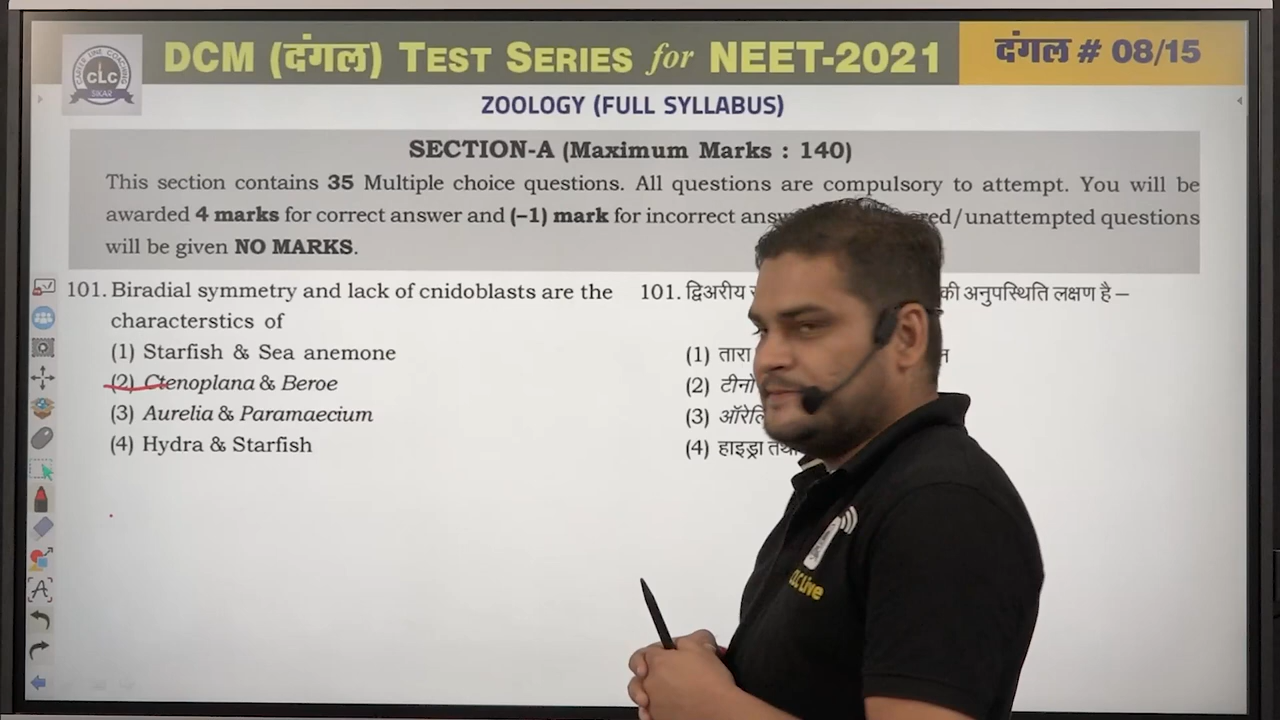 DCM (दंगल) TEST SERIES for NEET-2021
दंगल # 08/15
CAREER LINE COACHING
CLC
SIKAR
ZOOLOGY (FULL SYLLABUS)
SECTION-A (Maximum Marks : 140)
This section contains 35 Multiple choice questions. All questions are compulsory to attempt. You will be
awarded 4 marks for correct answer and (–1) mark for incorrect /unattempted questions
will be given NO MARKS.
101. Biradial symmetry and lack of cnidoblasts are the
characterstics of
(1) Starfish & Sea anemone
(2) Ctenoplana & Beroe
(3) Aurelia & Paramaecium
(4) Hydra & Starfish
101. द्विअरीय की अनुपस्थिति लक्षण है –
(1) तारा
(2)
(3)
(4) हाइड्रा
CLC Live